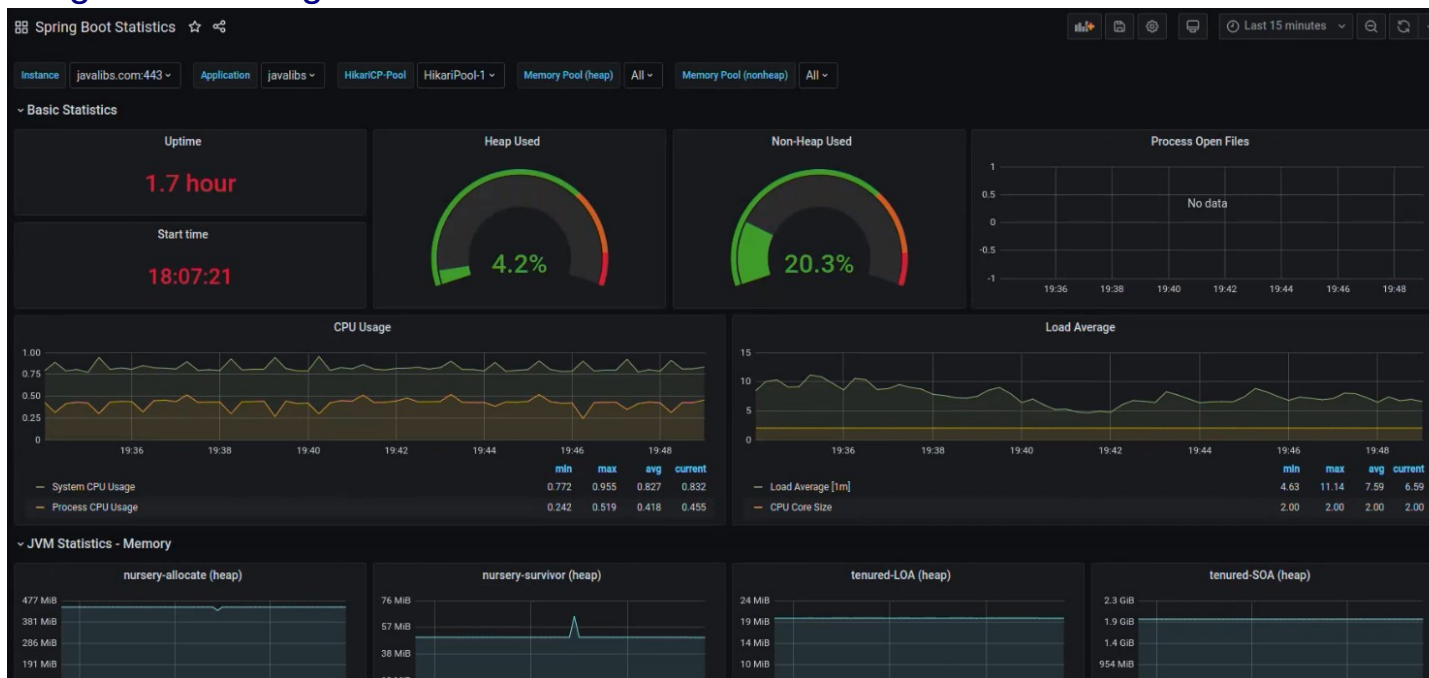 Spring Boot Statistics
Last 15 minutes
Instance javalibs.com:443 Application javalibs HikariCP-Pool HikariPool-1 Memory Pool (heap) All Memory Pool (nonheap) All
Basic Statistics
Uptime
1.7 hour
Start time
18:07:21
Heap Used
4.2%
Non-Heap Used
20.3%
Process Open Files
1
0.5
0
-0.5
-1
No data
19:36 19:38 19:40 19:42 19:44 19:46 19:48
CPU Usage
1.00
0.75
0.50
0.25
0
19:36 19:38 19:40 19:42 19:44 19:46 19:48
min max avg current
System CPU Usage 0.772 0.955 0.827 0.832
Process CPU Usage 0.242 0.519 0.418 0.455
Load Average
15
10
5
0
19:36 19:38 19:40 19:42 19:44 19:46 19:48
min max avg current
Load Average [1m] 4.63 11.14 7.59 6.59
CPU Core Size 2.00 2.00 2.00 2.00
JVM Statistics - Memory
nursery-allocate (heap)
477 MiB
381 MiB
286 MiB
191 MiB
nursery-survivor (heap)
76 MiB
57 MiB
38 MiB
tenured-LOA (heap)
24 MiB
19 MiB
14 MiB
10 MiB
tenured-SOA (heap)
2.3 GiB
1.9 GiB
1.4 GiB
954 MiB